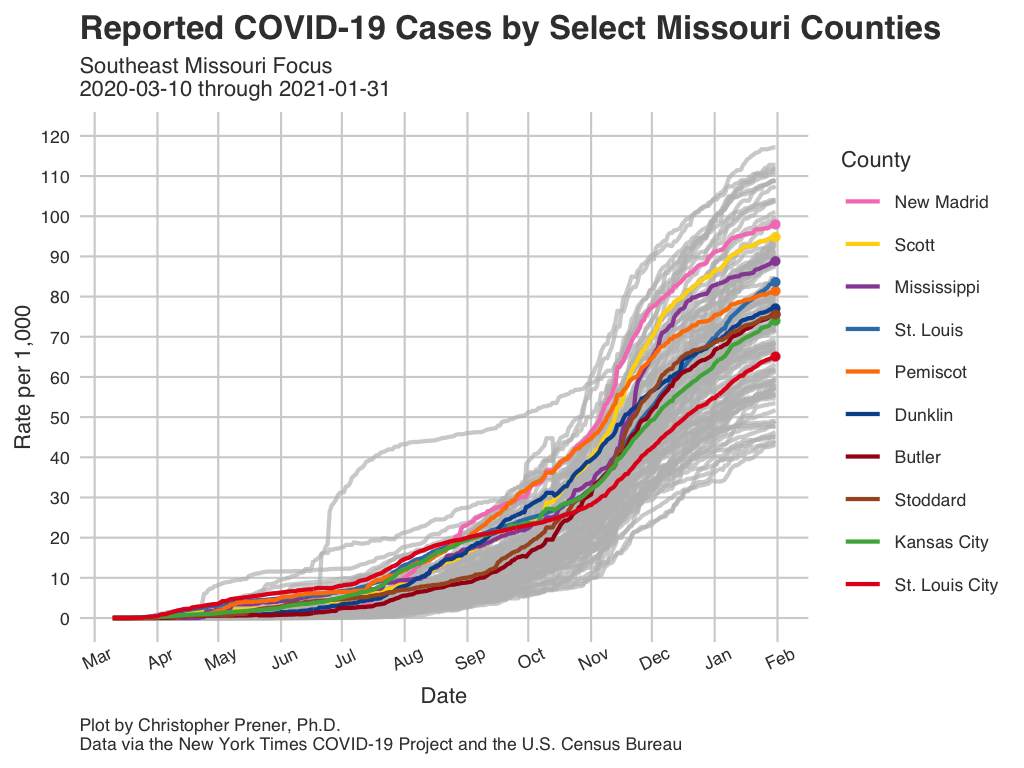 Reported COVID-19 Cases by Select Missouri Counties
Southeast Missouri Focus
2020-03-10 through 2021-01-31
120
110
100
90
80
70
60
50
40
30
20
10
0
Rate per 1,000
Mar
Apr
May
Jun
Jul
Aug
Sep
Oct
Nov
Dec
Jan
Feb
Date
County
New Madrid
Scott
Mississippi
St. Louis
Pemiscot
Dunklin
Butler
Stoddard
Kansas City
St. Louis City
Plot by Christopher Prener, Ph.D.
Data via the New York Times COVID-19 Project and the U.S. Census Bureau